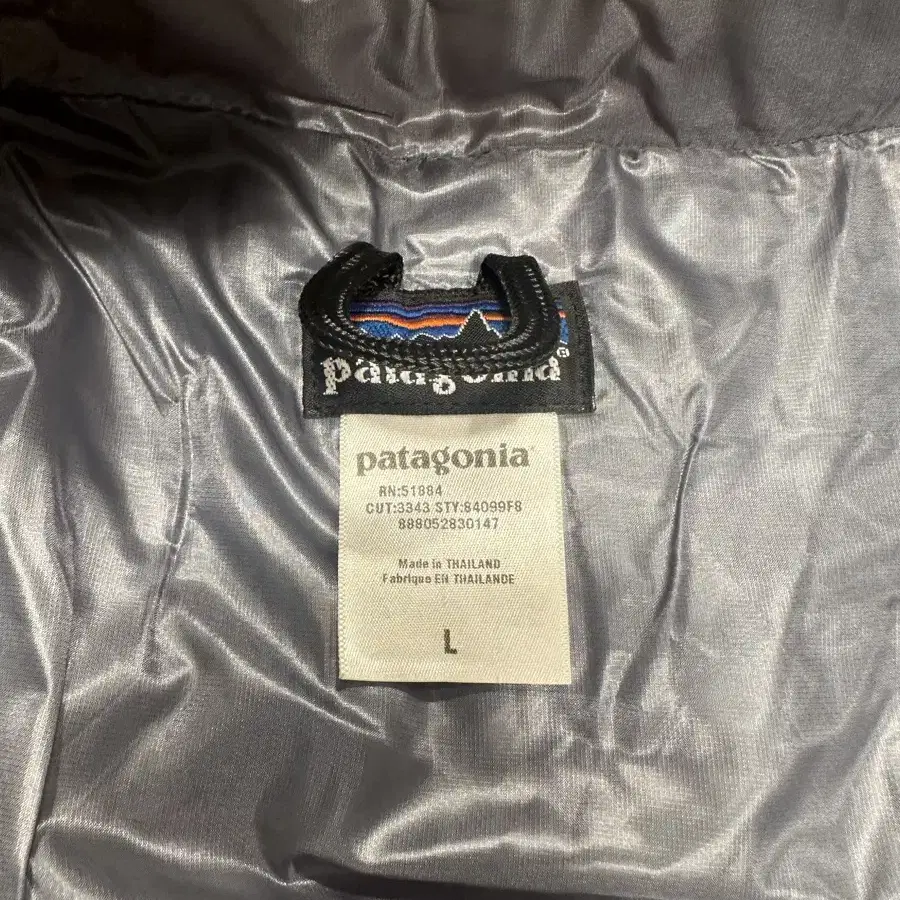 patagonia®
patagonia®
RN:51884
CUT:3343 STY:84099F8
888052830147
Made in THAILAND
Fabriqué EN THAILANDE
L